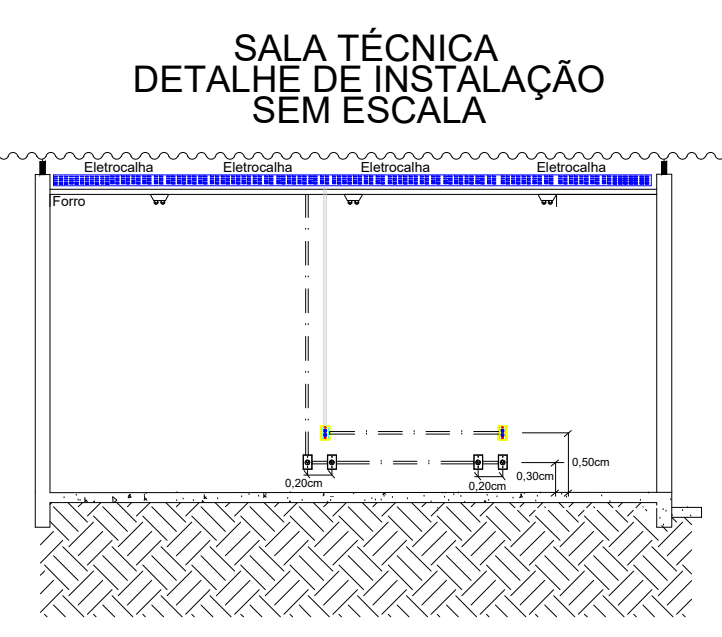 SALA TÉCNICA
DETALHE DE INSTALAÇÃO
SEM ESCALA
Eletrocalha Eletrocalha Eletrocalha Eletrocalha
Forro
0,50cm
0,30cm
0,20cm
0,20cm